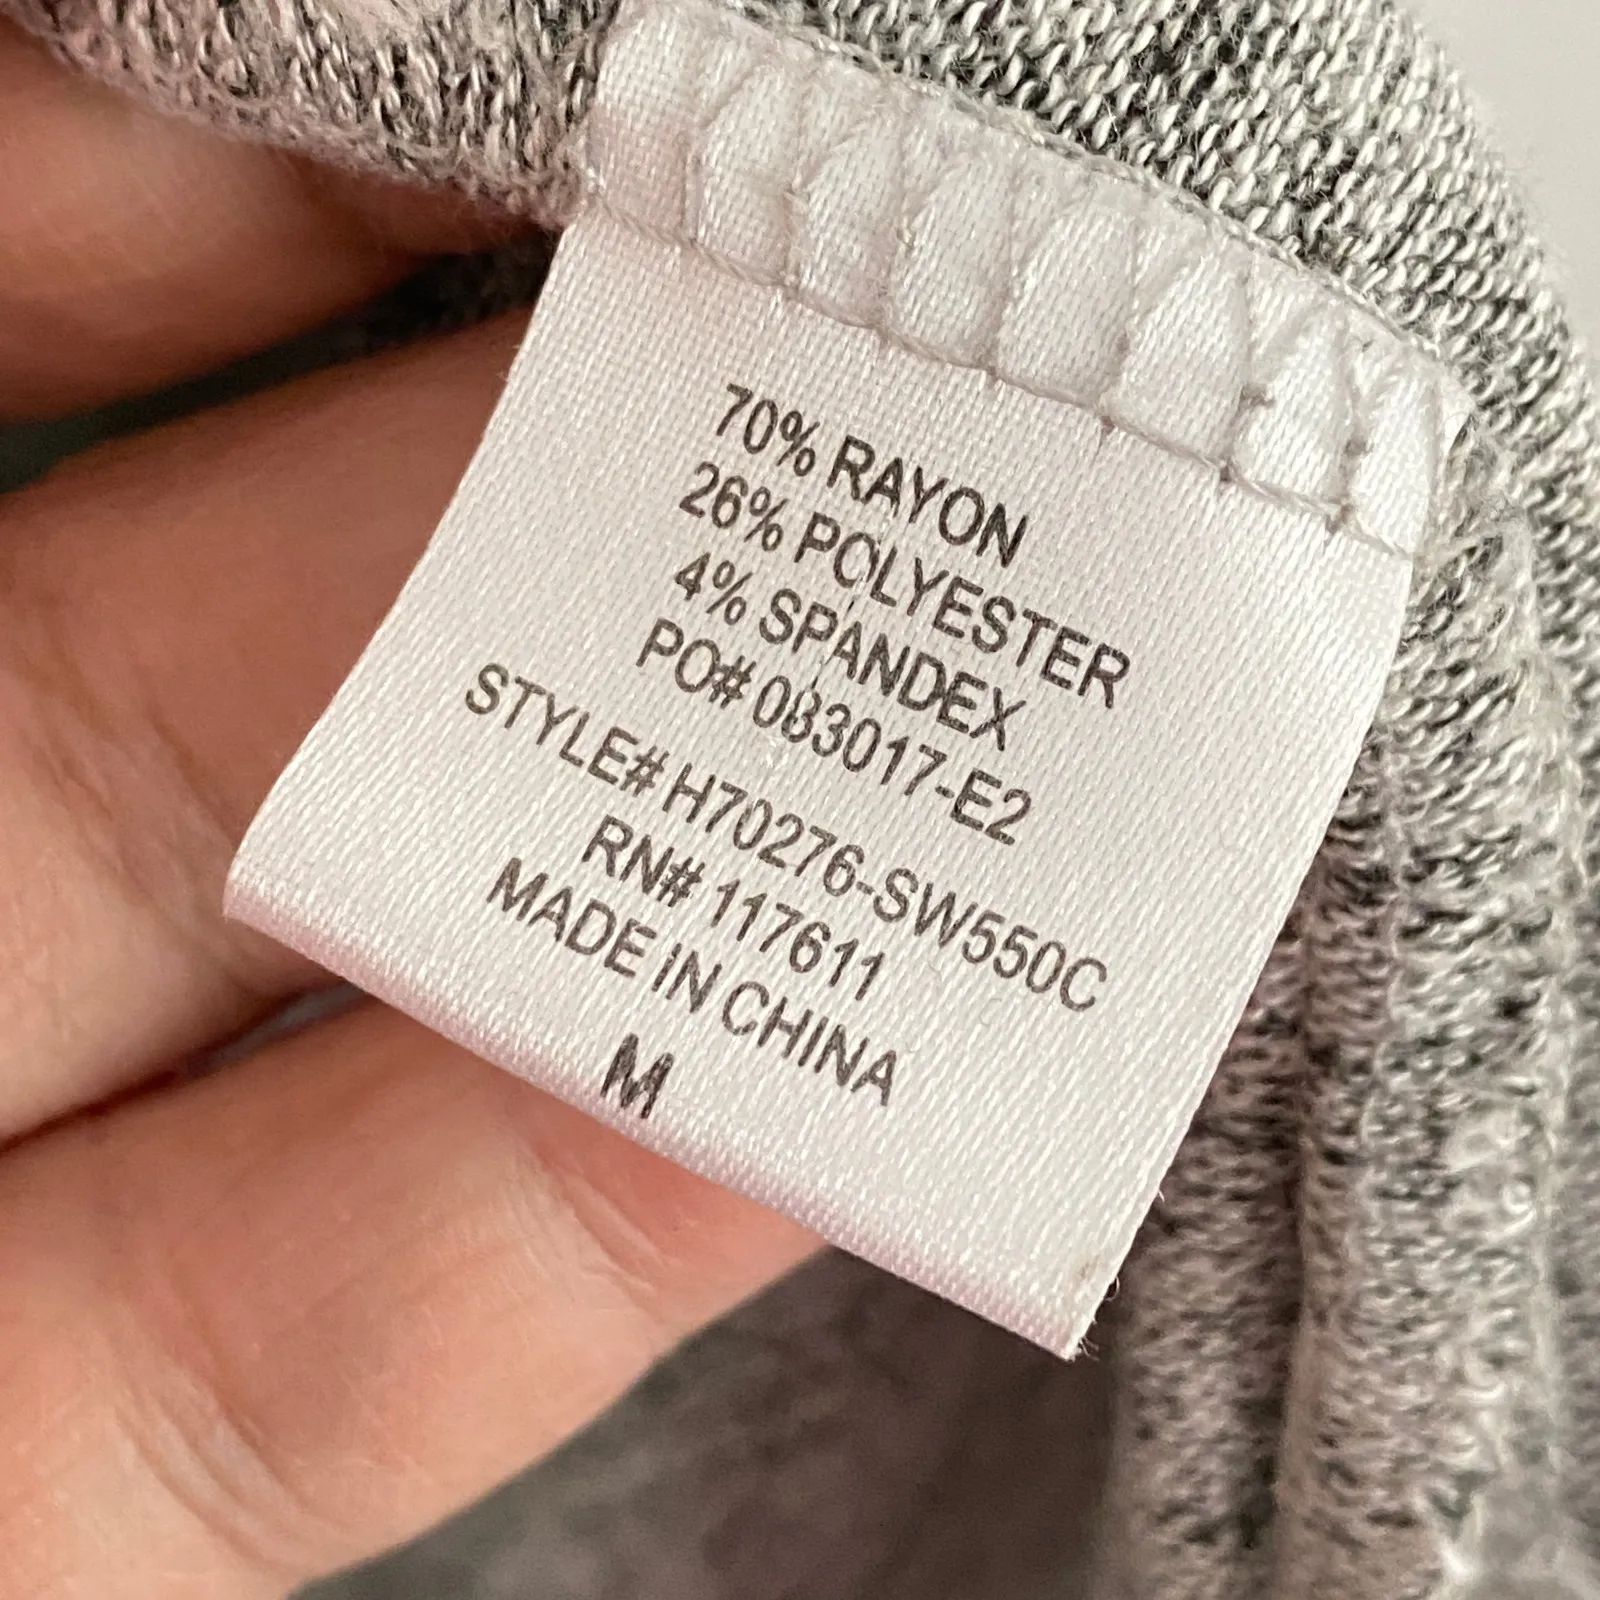 70% RAYON
26% POLYESTER
4% SPANDEX
PO# 083017-E2
STYLE# H70276-SW550C
RN# 117611
MADE IN CHINA
M